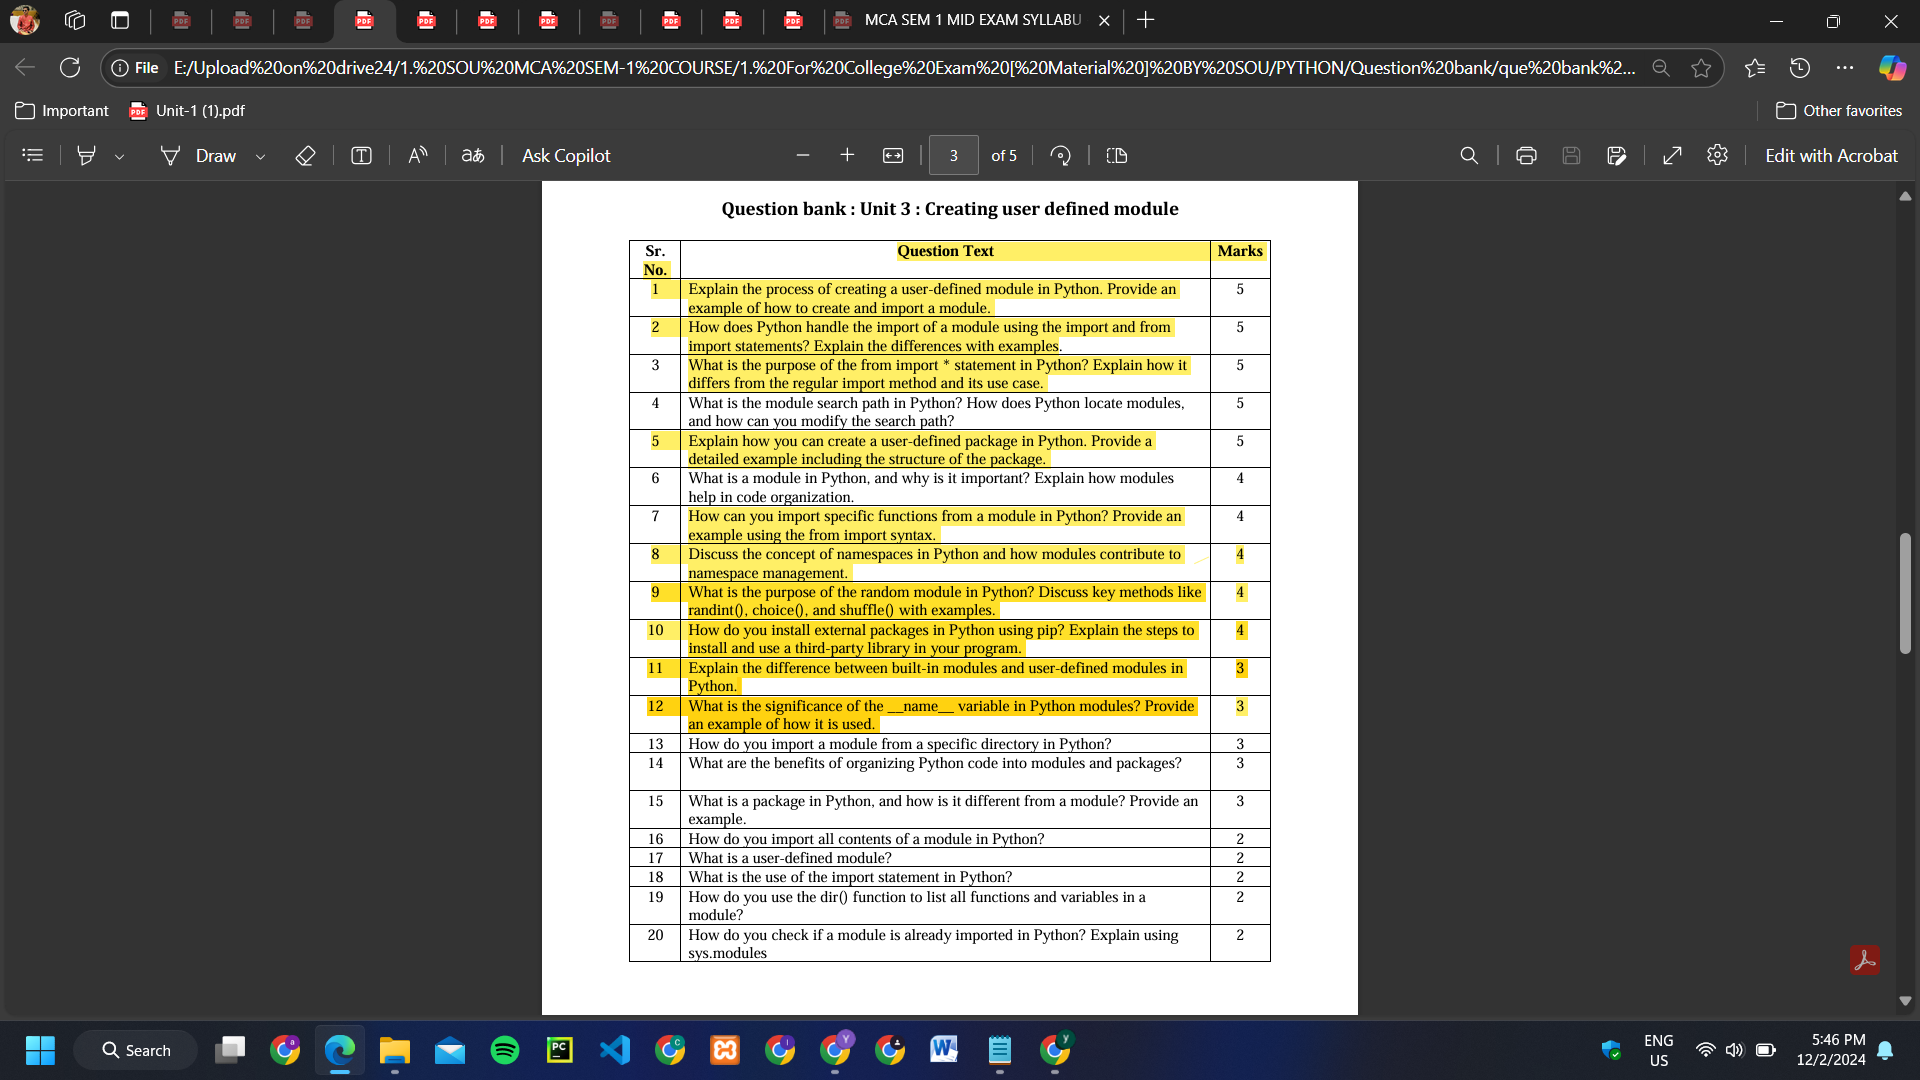 MCA SEM 1 MID EXAM SYLLABU
File E:/Upload%20on%20drive24/1.%20SOU%20MCA%20SEM-1%20COURSE/1.%20For%20College%20Exam%20[%20Material%20]%20BY%20SOU/PYTHON/Question%20bank/que%20bank%2...
Important Unit-1 (1).pdf Other favorites
Draw Ask Copilot 3 of 5 Edit with Acrobat
Question bank : Unit 3 : Creating user defined module
Sr. Question Text Marks
No.
1 Explain the process of creating a user-defined module in Python. Provide an 5
example of how to create and import a module.
2 How does Python handle the import of a module using the import and from 5
import statements? Explain the differences with examples.
3 What is the purpose of the from import * statement in Python? Explain how it 5
differs from the regular import method and its use case.
4 What is the module search path in Python? How does Python locate modules, 5
and how can you modify the search path?
5 Explain how you can create a user-defined package in Python. Provide a 5
detailed example including the structure of the package.
6 What is a module in Python, and why is it important? Explain how modules 4
help in code organization.
7 How can you import specific functions from a module in Python? Provide an 4
example using the from import syntax.
8 Discuss the concept of namespaces in Python and how modules contribute to 4
namespace management.
9 What is the purpose of the random module in Python? Discuss key methods like 4
randint(), choice(), and shuffle() with examples.
10 How do you install external packages in Python using pip? Explain the steps to 4
install and use a third-party library in your program.
11 Explain the difference between built-in modules and user-defined modules in 3
Python.
12 What is the significance of the __name__ variable in Python modules? Provide 3
an example of how it is used.
13 How do you import a module from a specific directory in Python? 3
14 What are the benefits of organizing Python code into modules and packages? 3
15 What is a package in Python, and how is it different from a module? Provide an 3
example.
16 How do you import all contents of a module in Python? 2
17 What is a user-defined module? 2
18 What is the use of the import statement in Python? 2
19 How do you use the dir() function to list all functions and variables in a 2
module?
20 How do you check if a module is already imported in Python? Explain using 2
sys.modules
Search
ENG
US
5:46 PM
12/2/2024